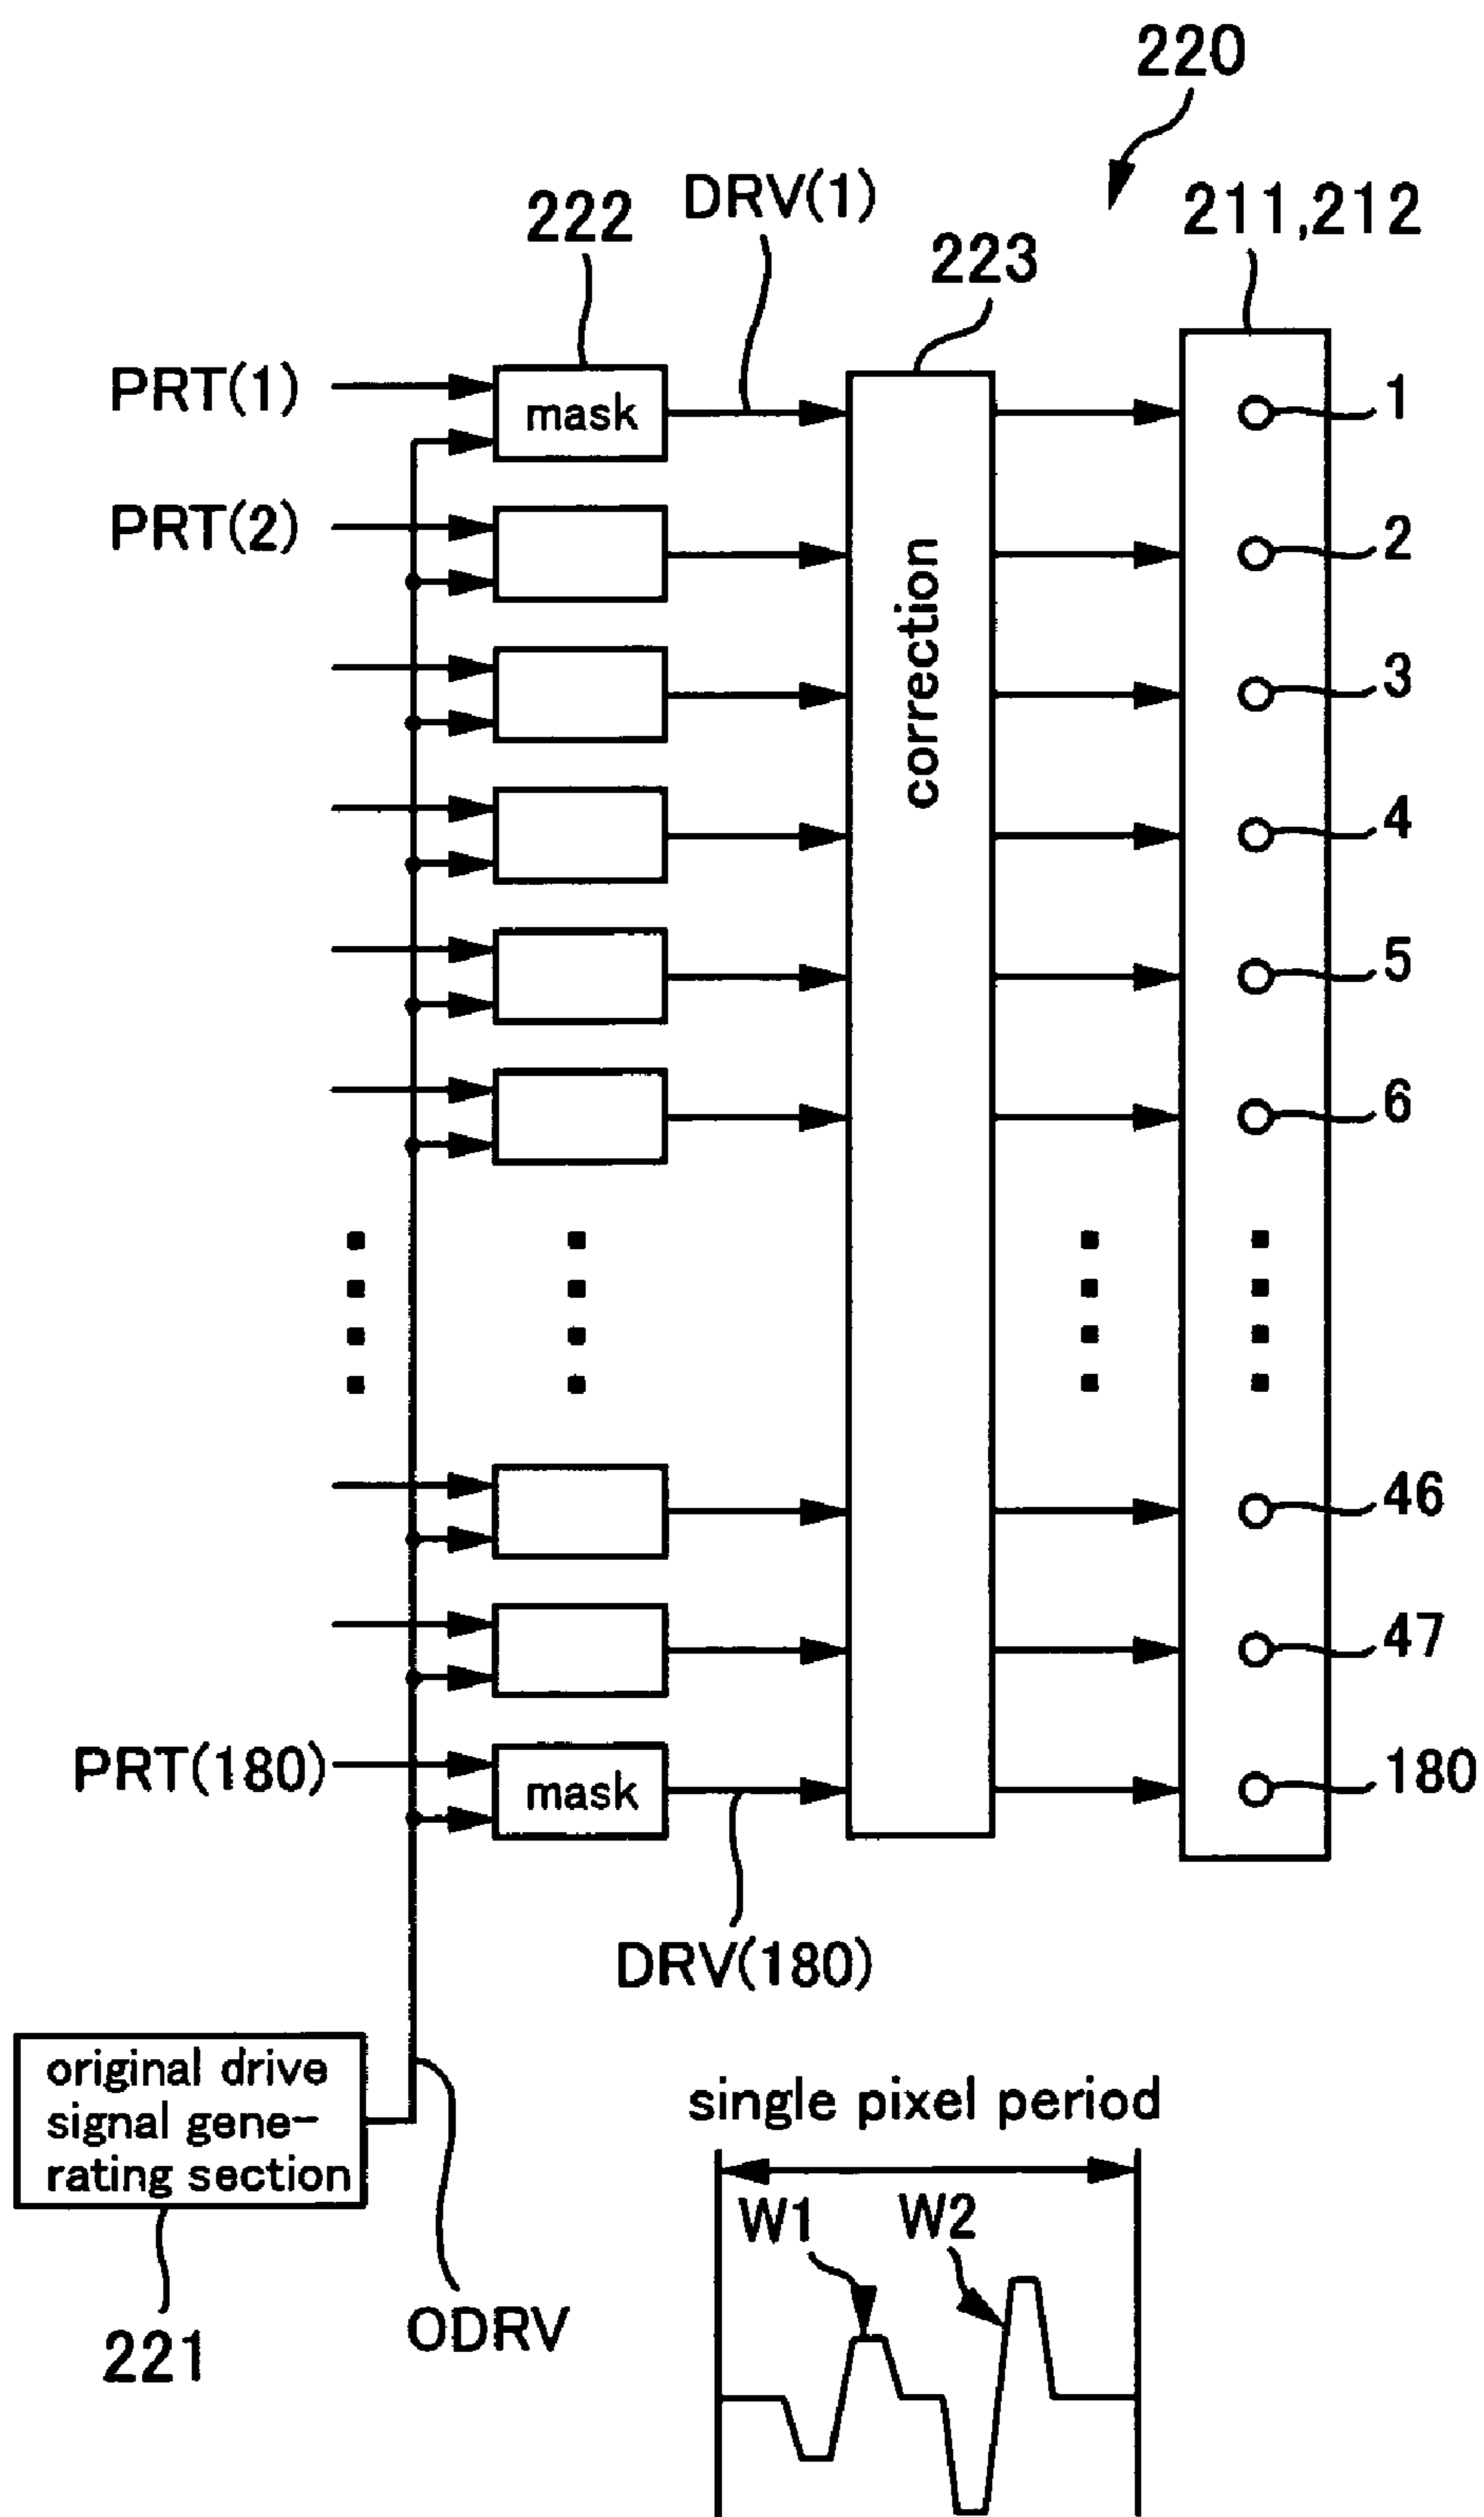 220
211,212
222
DRV(1)
223
PRT(1)
mask
1
PRT(2)
2
correction
3
4
5
6
46
47
PRT(180)
mask
180
DRV(180)
original drive
signal gene-
rating section
single pixel period
W1
W2
ODRV
221